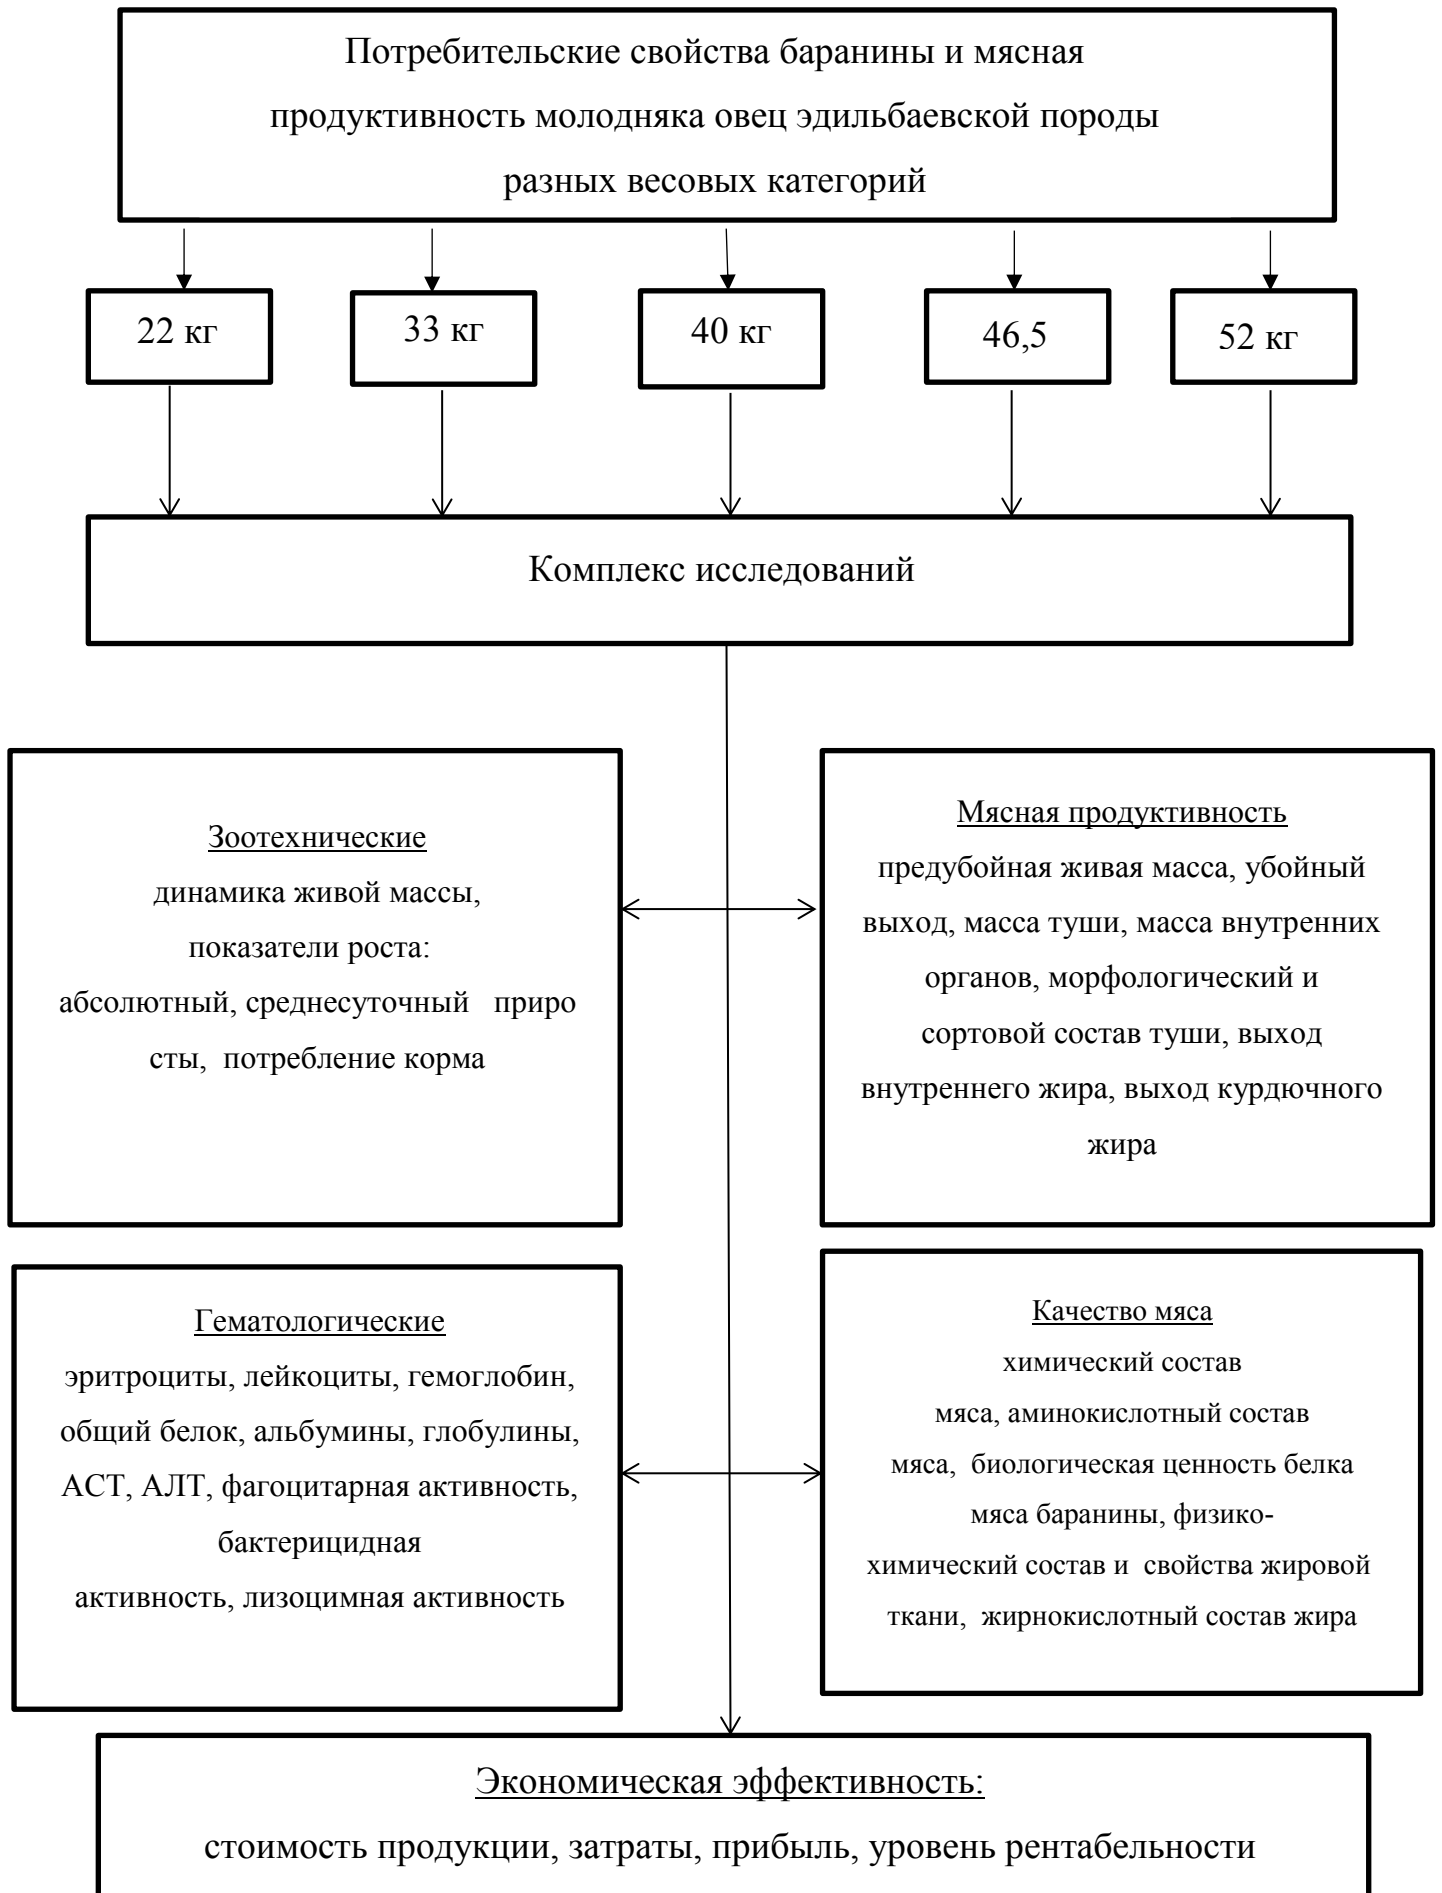 Потребительские свойства баранины и мясная
продуктивность молодняка овец эдильбаевской породы
разных весовых категорий
22 кг
33 кг
40 кг
46,5
52 кг
Комплекс исследований
Зоотехнические
динамика живой массы,
показатели роста:
абсолютный, среднесуточный приро
сты, потребление корма
Мясная продуктивность
предубойная живая масса, убойный
выход, масса туши, масса внутренних
органов, морфологический и
сортовой состав туши, выход
внутреннего жира, выход курдючного
жира
Гематологические
эритроциты, лейкоциты, гемоглобин,
общий белок, альбумины, глобулины,
АСТ, АЛТ, фагоцитарная активность,
бактерицидная
активность, лизоцимная активность
Качество мяса
химический состав
мяса, аминокислотный состав
мяса, биологическая ценность белка
мяса баранины, физико-
химический состав и свойства жировой
ткани, жирнокислотный состав жира
Экономическая эффективность:
стоимость продукции, затраты, прибыль, уровень рентабельности